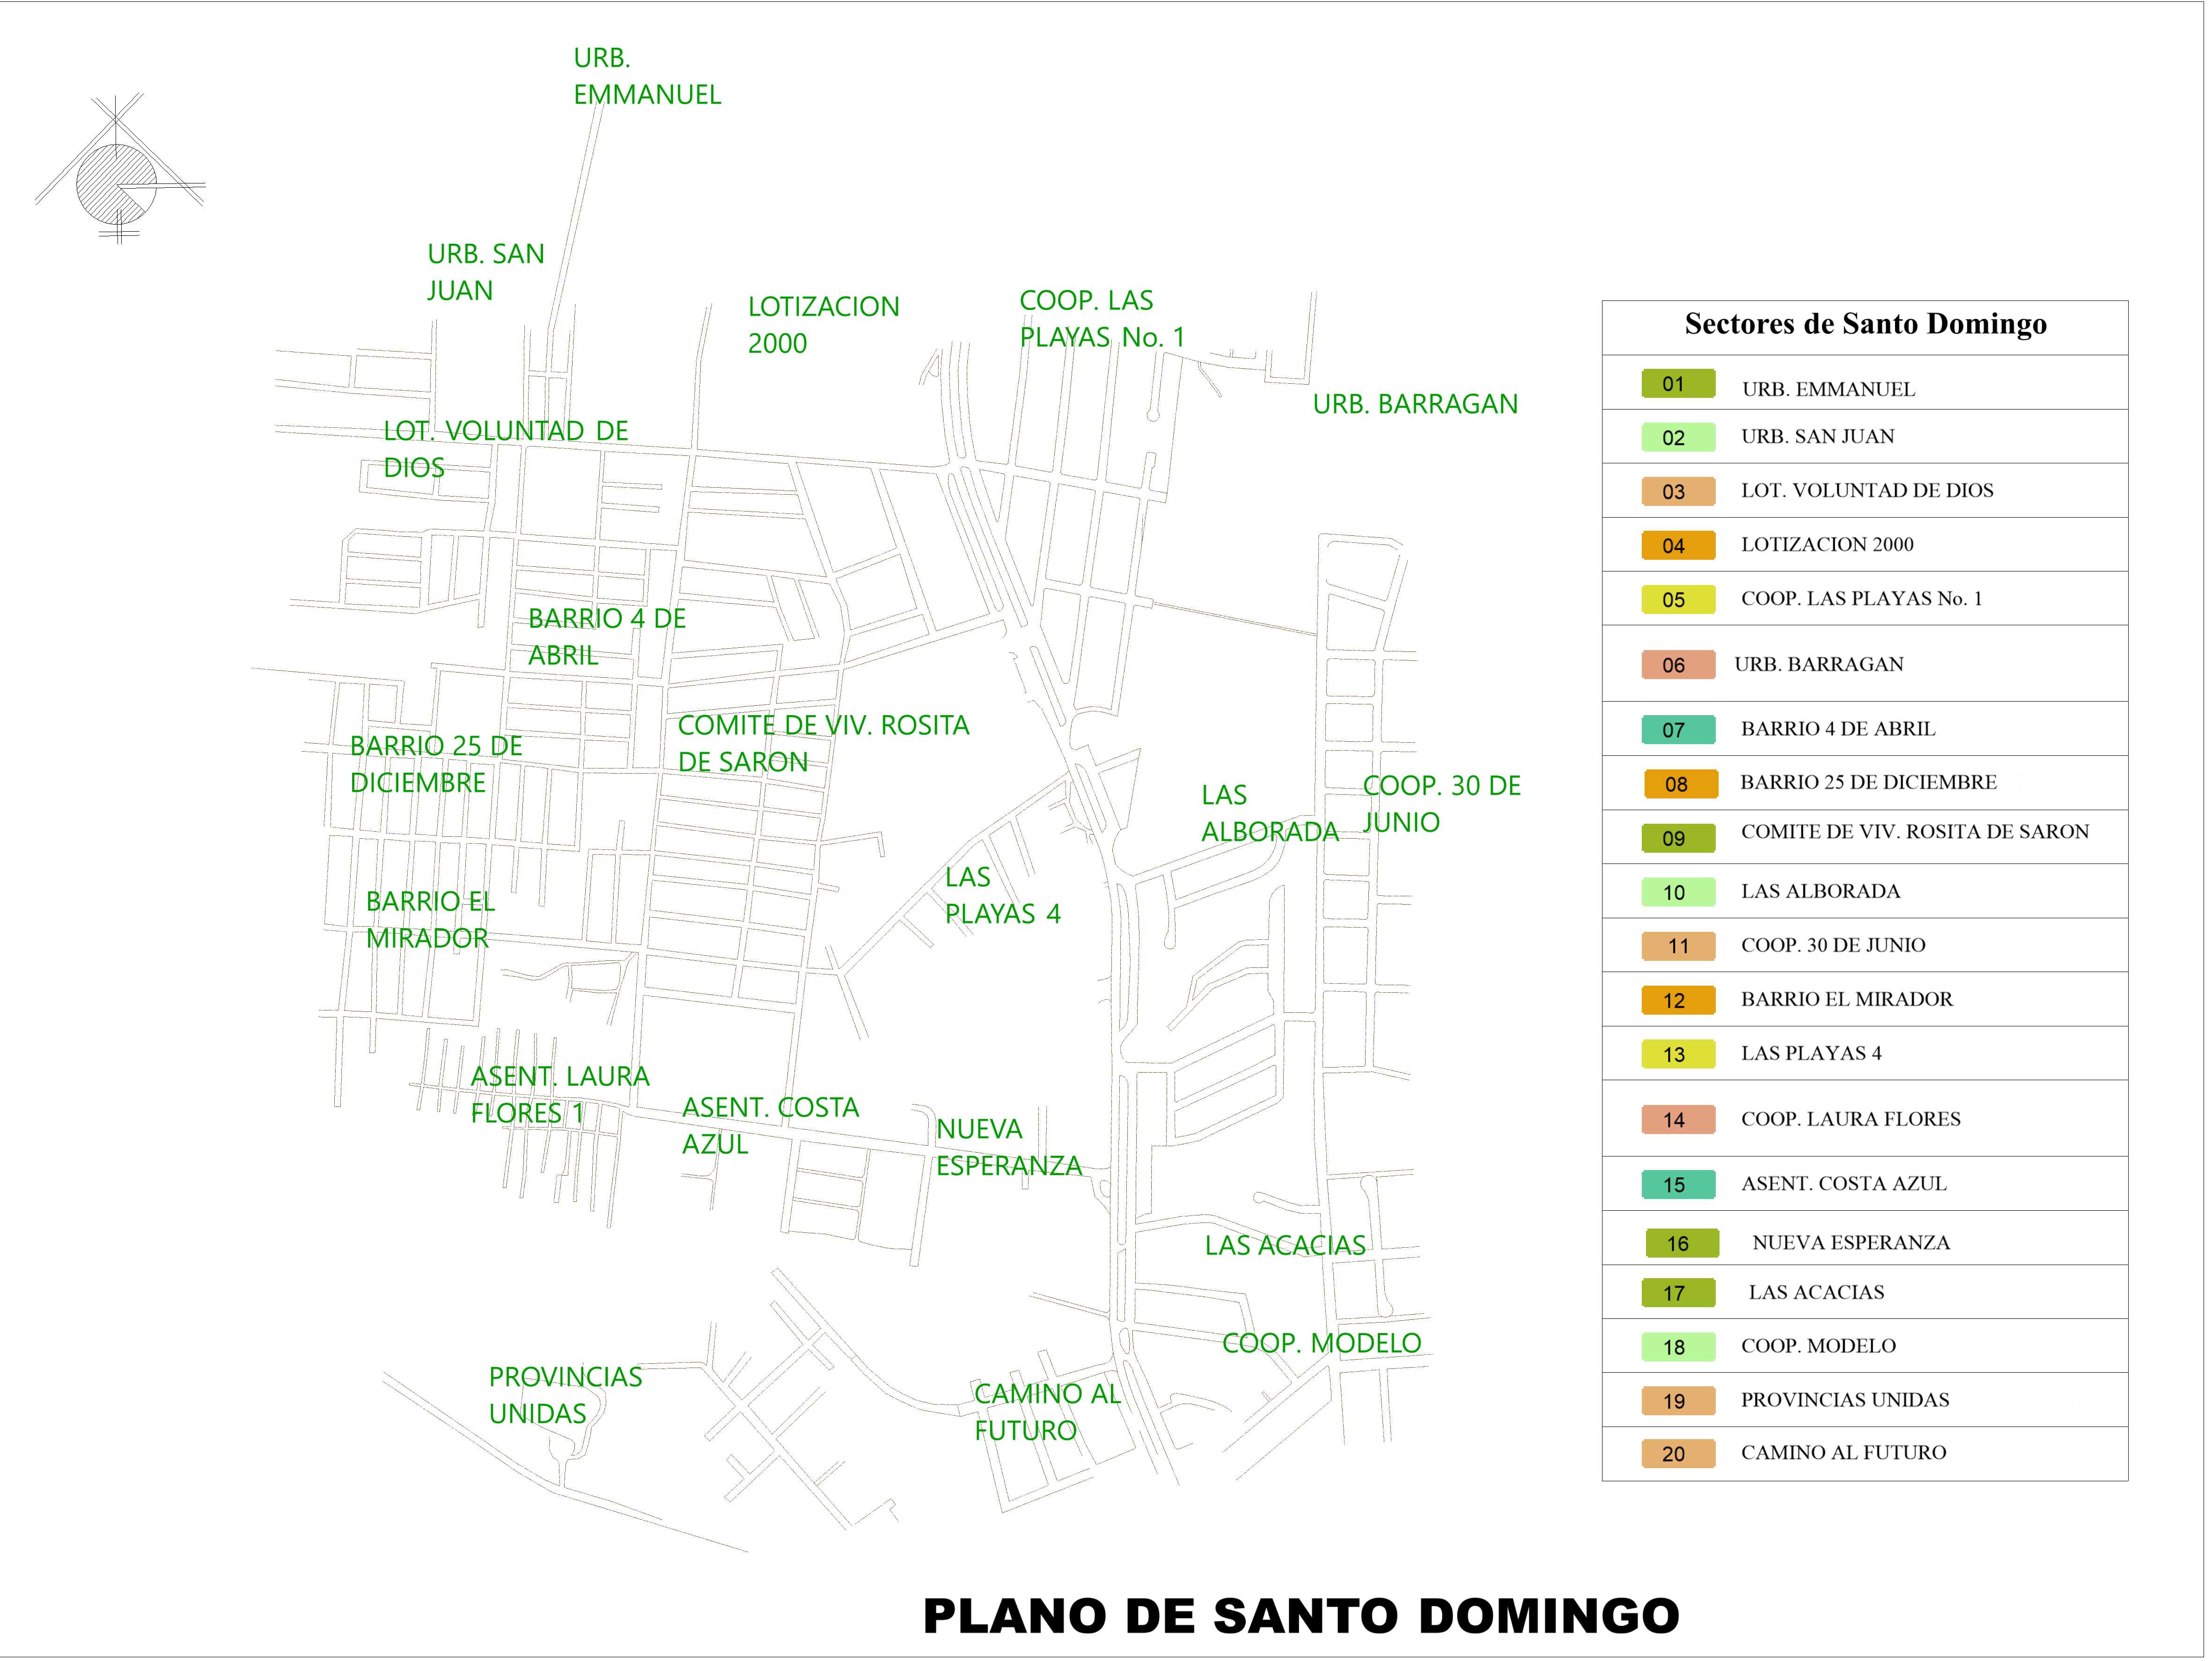 URB.
EMMANUEL
URB. SAN
JUAN
LOTIZACION
2000
COOP. LAS
PLAYAS No. 1
URB. BARRAGAN
LOT. VOLUNTAD DE
DIOS
BARRIO 4 DE
ABRIL
BARRIO 25 DE
DICIEMBRE
COMITE DE VIV. ROSITA
DE SARON
LAS
ALBORADA
COOP. 30 DE
JUNIO
BARRIO EL
MIRADOR
LAS
PLAYAS 4
ASENT. LAURA
FLORES 1
ASENT. COSTA
AZUL
NUEVA
ESPERANZA
LAS ACACIAS
COOP. MODELO
PROVINCIAS
UNIDAS
CAMINO AL
FUTURO
Sectores de Santo Domingo
01 URB. EMMANUEL
02 URB. SAN JUAN
03 LOT. VOLUNTAD DE DIOS
04 LOTIZACION 2000
05 COOP. LAS PLAYAS No. 1
06 URB. BARRAGAN
07 BARRIO 4 DE ABRIL
08 BARRIO 25 DE DICIEMBRE
09 COMITE DE VIV. ROSITA DE SARON
10 LAS ALBORADA
11 COOP. 30 DE JUNIO
12 BARRIO EL MIRADOR
13 LAS PLAYAS 4
14 COOP. LAURA FLORES
15 ASENT. COSTA AZUL
16 NUEVA ESPERANZA
17 LAS ACACIAS
18 COOP. MODELO
19 PROVINCIAS UNIDAS
20 CAMINO AL FUTURO
PLANO DE SANTO DOMINGO